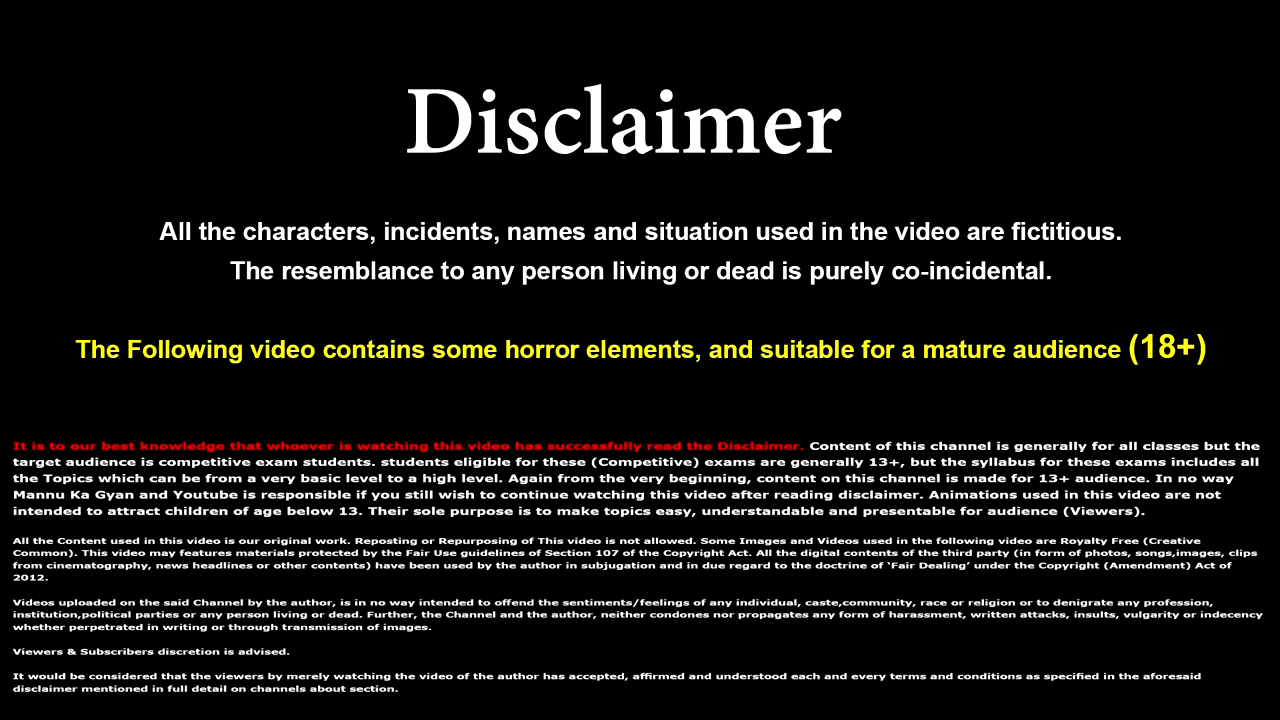 Disclaimer
All the characters, incidents, names and situation used in the video are fictitious.
The resemblance to any person living or dead is purely co-incidental.
The Following video contains some horror elements, and suitable for a mature audience (18+)
It is to our best knowledge that whoever is watching this video has successfully read the Disclaimer. Content of this channel is generally for all classes but the
target audience is competitive exam students. students eligible for these (Competitive) exams are generally 13+, but the syllabus for these exams includes all
the Topics which can be from a very basic level to a high level. Again from the very beginning, content on this channel is made for 13+ audience. In no way
Mannu Ka Gyan and Youtube is responsible if you still wish to continue watching this video after reading disclaimer. Animations used in this video are not
intended to attract children of age below 13. Their sole purpose is to make topics easy, understandable and presentable for audience (Viewers).
All the Content used in this video is our original work. Reposting or Repurposing of This video is not allowed. Some Images and Videos used in the following video are Royalty Free (Creative
Common). This video may features materials protected by the Fair Use guidelines of Section 107 of the Copyright Act. All the digital contents of the third party (in form of photos, songs,images, clips
from cinematography, news headlines or other contents) have been used by the author in subjugation and in due regard to the doctrine of ‘Fair Dealing’ under the Copyright (Amendment) Act of
2012.
Videos uploaded on the said Channel by the author, is in no way intended to offend the sentiments/feelings of any individual, caste,community, race or religion or to denigrate any profession,
institution,political parties or any person living or dead. Further, the Channel and the author, neither condones nor propagates any form of harassment, written attacks, insults, vulgarity or indecency
whether perpetrated in writing or through transmission of images.
Viewers & Subscribers discretion is advised.
It would be considered that the viewers by merely watching the video of the author has accepted, affirmed and understood each and every terms and conditions as specified in the aforesaid
disclaimer mentioned in full detail on channels about section.